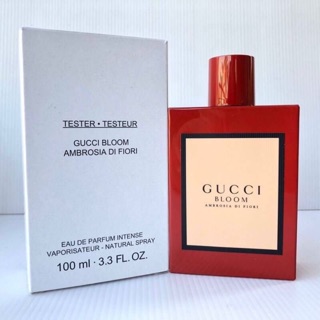 TESTER • TESTEUR
GUCCI BLOOM
AMBROSIA DI FIORI
EAU DE PARFUM INTENSE
VAPORISATEUR - NATURAL SPRAY
100 ml · 3.3 FL. OZ.
GUCCI
BLOOM
AMBROSIA DI FIORI